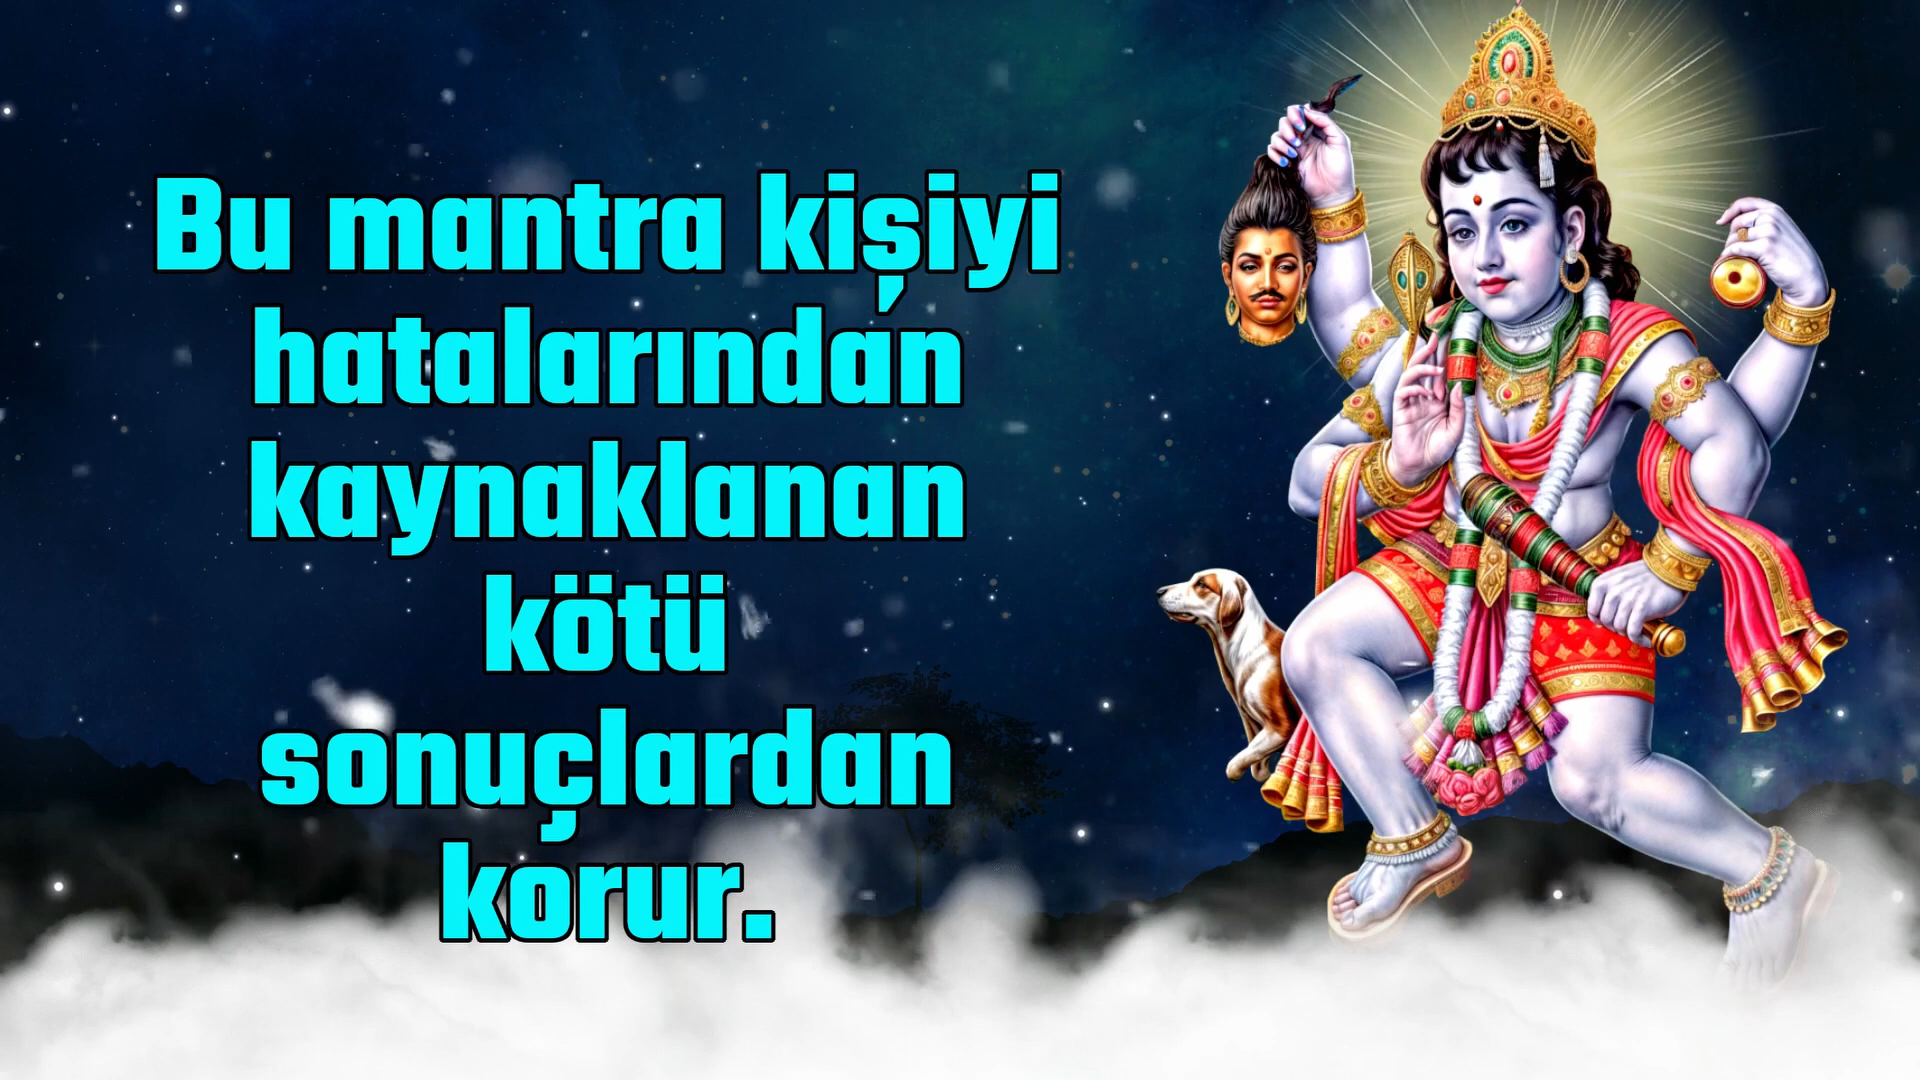 Bu mantra kişiyi
hatalarından
kaynaklanan
kötü
sonuçlardan
korur.